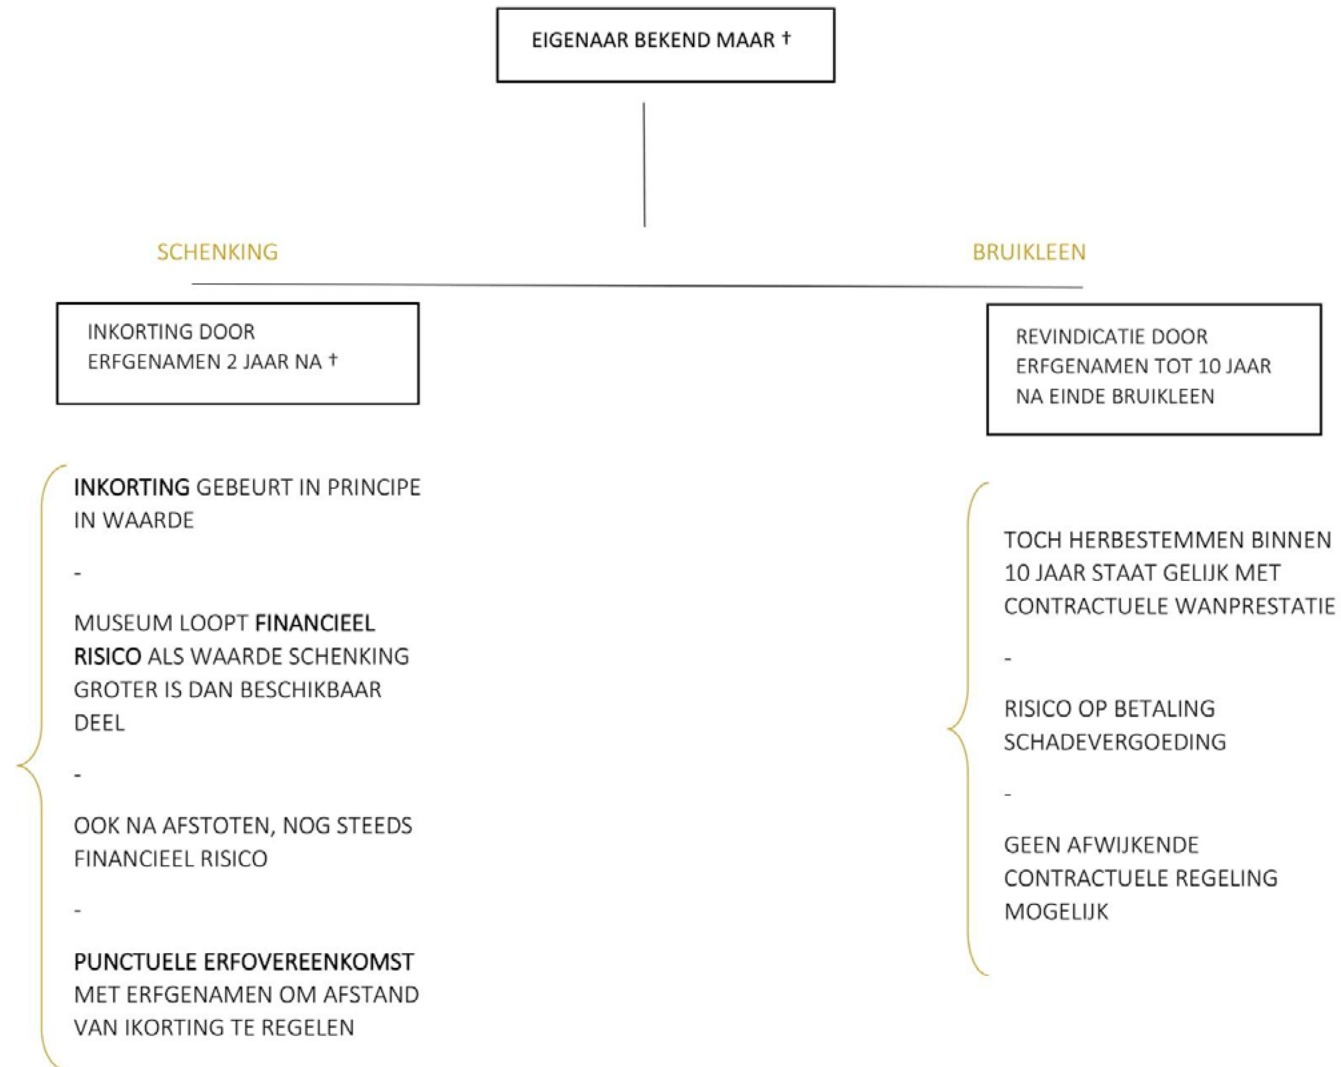 EIGENAAR BEKEND MAAR †
SCHENKING
INKORTING DOOR
ERFGENAMEN 2 JAAR NA †
INKORTING GEBEURT IN PRINCIPE
IN WAARDE
-
MUSEUM LOOPT FINANCIEEL
RISICO ALS WAARDE SCHENKING
GROTER IS DAN BESCHIKBAAR
DEEL
-
OOK NA AFSTOTEN, NOG STEEDS
FINANCIEEL RISICO
-
PUNCTUELE ERFOVEREENKOMST
MET ERFGENAMEN OM AFSTAND
VAN IKORTING TE REGELEN
BRUIKLEEN
REVINDICATIE DOOR
ERFGENAMEN TOT 10 JAAR
NA EINDE BRUIKLEEN
TOCH HERBESTEMMEN BINNEN
10 JAAR STAAT GELIJK MET
CONTRACTUELE WANPRESTATIE
-
RISICO OP BETALING
SCHADEVERGOEDING
-
GEEN AFWIJKENDE
CONTRACTUELE REGELING
MOGELIJK